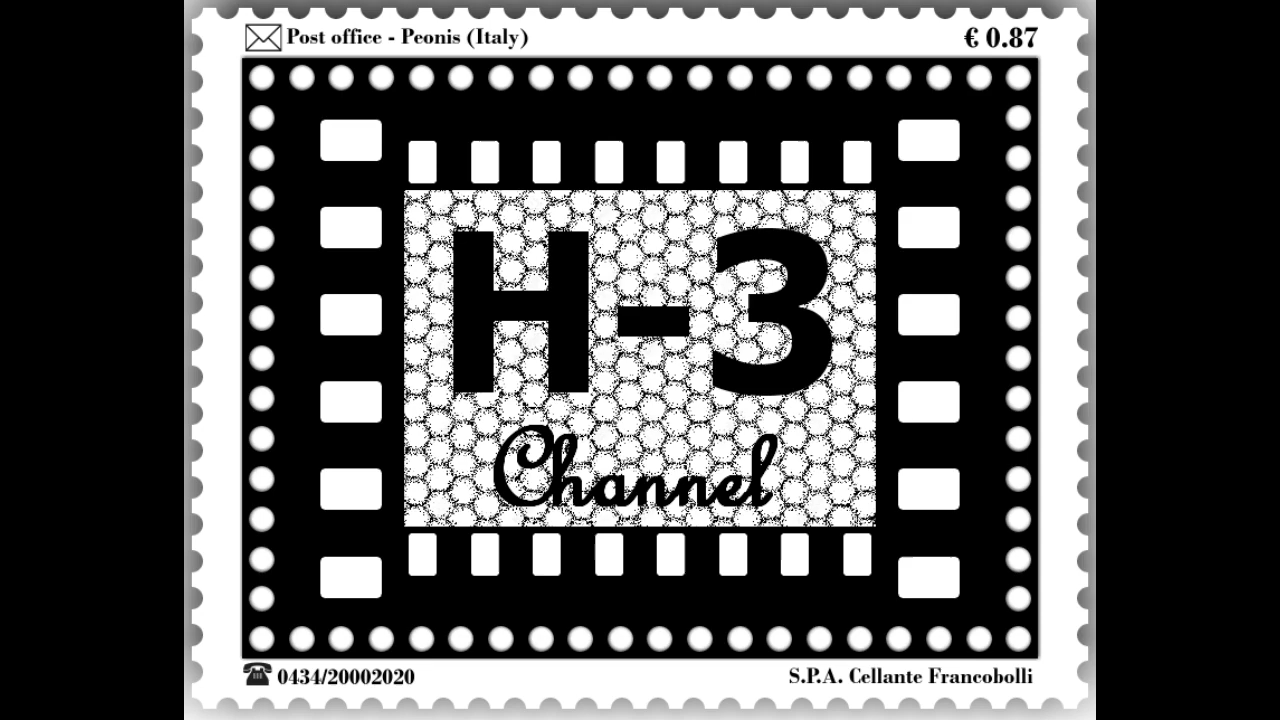 Post office - Peonis (Italy)
€ 0.87
H-3
Channel
0434/20002020
S.P.A. Cellante Francobolli